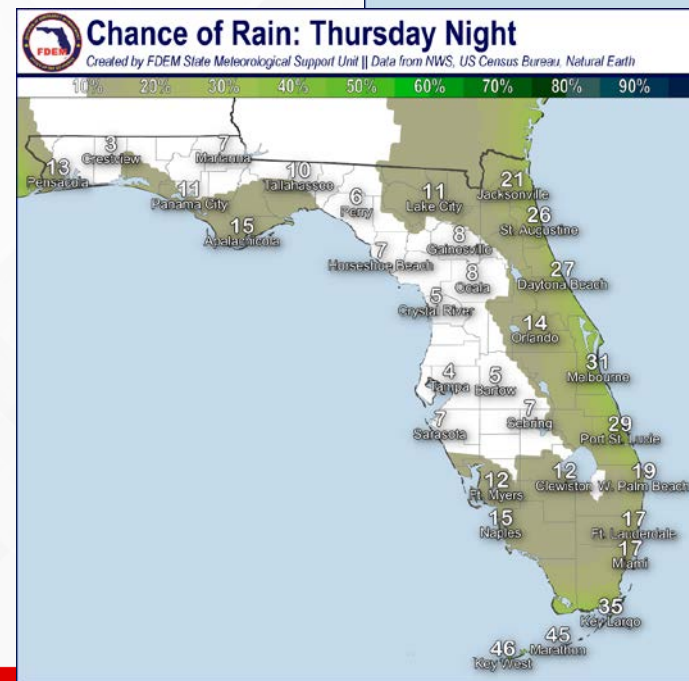 FDEM
Chance of Rain: Thursday Night
Created by FDEM State Meteorological Support Unit || Data from NWS, US Census Bureau, Natural Earth
10% 20% 30% 40% 50% 60% 70% 80% 90%
3
Crestview
7
Marianna
13
Pensacola
10
Tallahassee
11
Panama City
6
Perry
11
Lake City
21
Jacksonville
15
Apalachicola
26
St. Augustine
8
Gainesville
7
Horseshoe Beach
8
Ocala
27
Daytona Beach
5
Crystal River
14
Orlando
4
Tampa
5
Bartow
31
Melbourne
7
Sarasota
7
Sebring
29
Port St. Lucie
12
Ft. Myers
12
Clewiston
19
W. Palm Beach
15
Naples
17
Ft. Lauderdale
17
Miami
35
Key Largo
45
Marathon
46
Key West